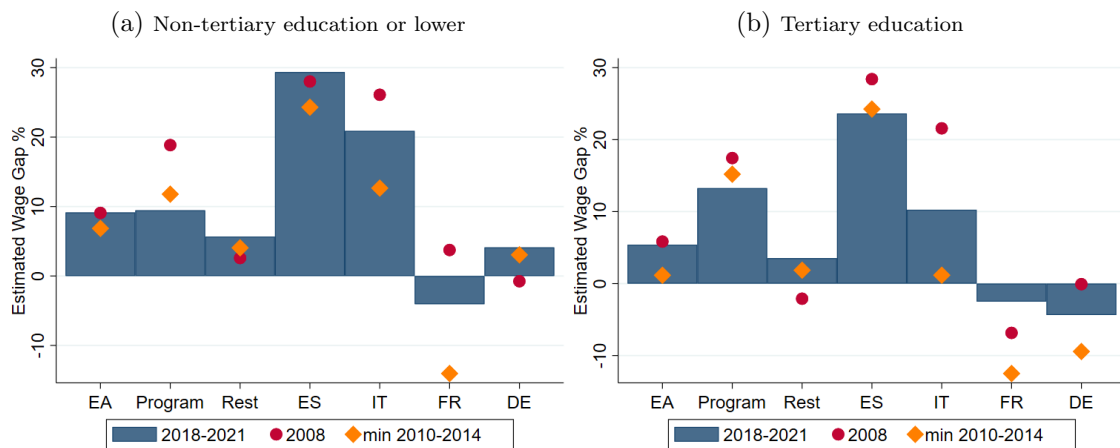 (a) Non-tertiary education or lower
Estimated Wage Gap %
30
20
10
0
-10
EA Program Rest ES IT FR DE
2018-2021 2008 min 2010-2014
(b) Tertiary education
Estimated Wage Gap %
30
20
10
0
-10
EA Program Rest ES IT FR DE
2018-2021 2008 min 2010-2014